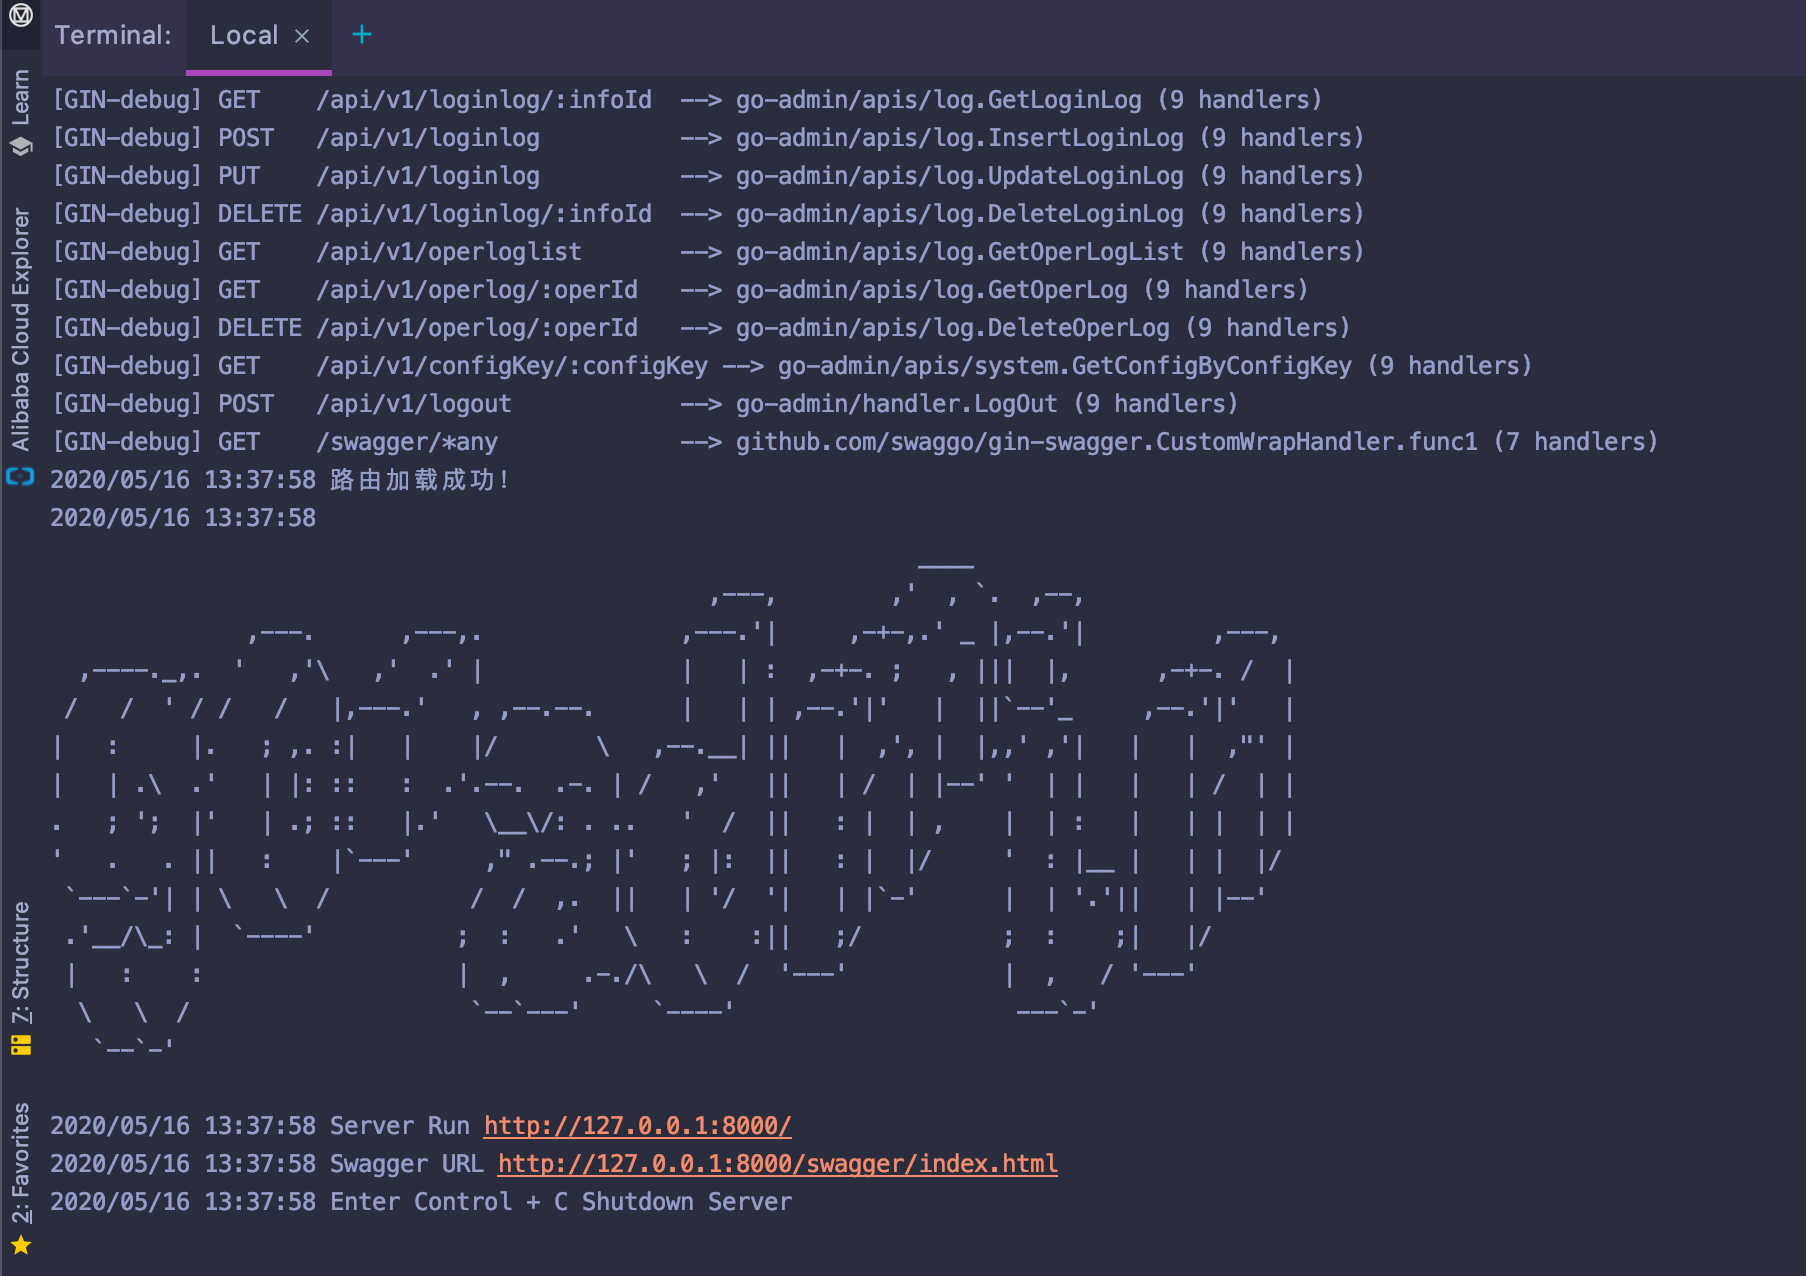 Terminal: Local × +
Learn
Alibaba Cloud Explorer
7: Structure
2: Favorites
[GIN-debug] GET    /api/v1/loginlog/:infoId  --> go-admin/apis/log.GetLoginLog (9 handlers)
[GIN-debug] POST   /api/v1/loginlog          --> go-admin/apis/log.InsertLoginLog (9 handlers)
[GIN-debug] PUT    /api/v1/loginlog          --> go-admin/apis/log.UpdateLoginLog (9 handlers)
[GIN-debug] DELETE /api/v1/loginlog/:infoId  --> go-admin/apis/log.DeleteLoginLog (9 handlers)
[GIN-debug] GET    /api/v1/operloglist       --> go-admin/apis/log.GetOperLogList (9 handlers)
[GIN-debug] GET    /api/v1/operlog/:operId   --> go-admin/apis/log.GetOperLog (9 handlers)
[GIN-debug] DELETE /api/v1/operlog/:operId   --> go-admin/apis/log.DeleteOperLog (9 handlers)
[GIN-debug] GET    /api/v1/configKey/:configKey --> go-admin/apis/system.GetConfigByConfigKey (9 handlers)
[GIN-debug] POST   /api/v1/logout            --> go-admin/handler.LogOut (9 handlers)
[GIN-debug] GET    /swagger/*any             --> github.com/swaggo/gin-swagger.CustomWrapHandler.func1 (7 handlers)
2020/05/16 13:37:58 路由加载成功!
2020/05/16 13:37:58
2020/05/16 13:37:58 Server Run http://127.0.0.1:8000/
2020/05/16 13:37:58 Swagger URL http://127.0.0.1:8000/swagger/index.html
2020/05/16 13:37:58 Enter Control + C Shutdown Server